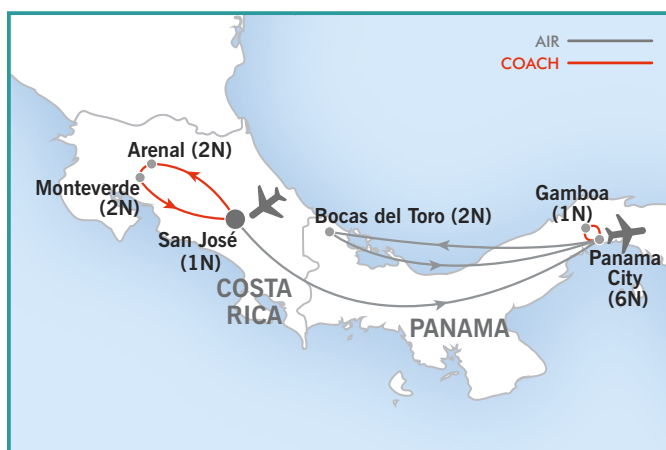 AIR
COACH
Arenal (2N)
Monteverde
(2N)
San José
(1N)
Bocas del Toro (2N)
Gamboa
(1N)
Panama
City
(6N)
COSTA
RICA
PANAMA